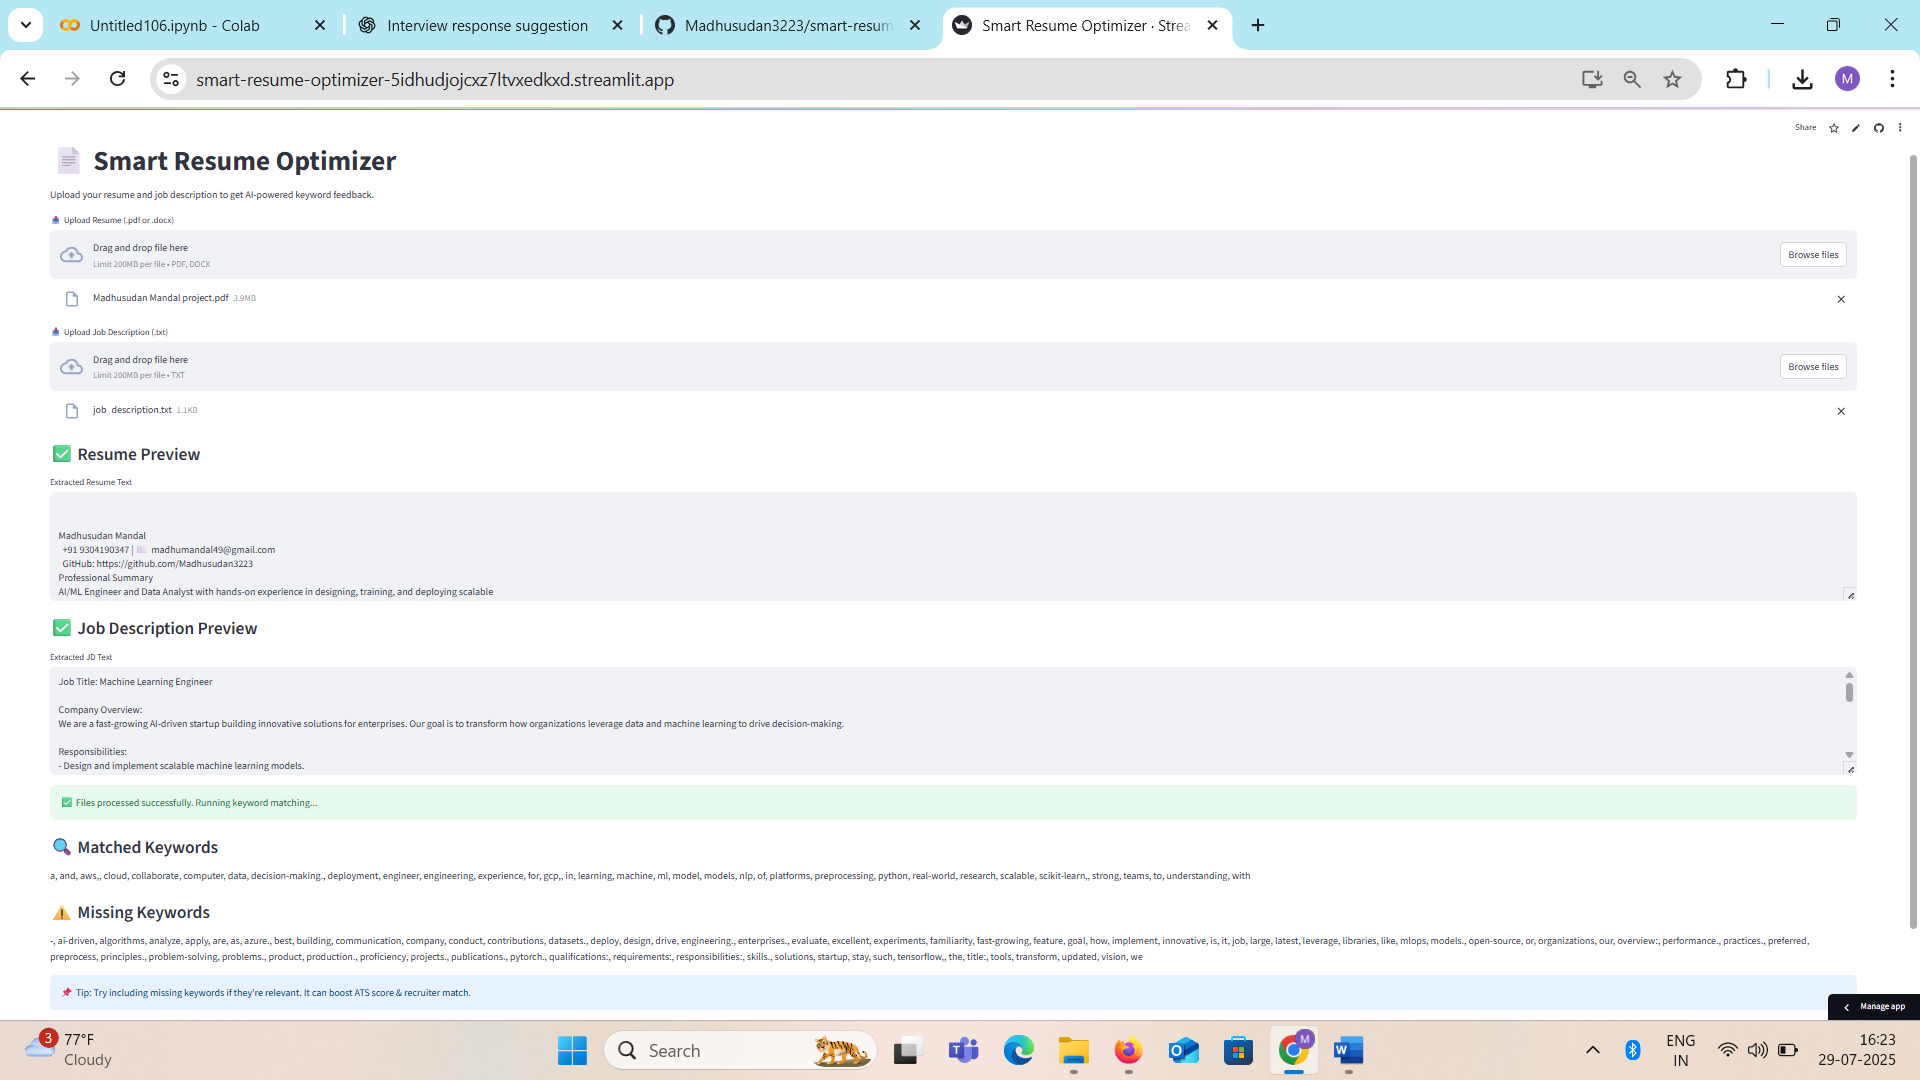 Untitled106.ipynb - Colab
Interview response suggestion
Madhusudan3223/smart-resum
Smart Resume Optimizer · Strea
smart-resume-optimizer-5idhudjojcxz7ltvxedkxd.streamlit.app
M
Share
Smart Resume Optimizer
Upload your resume and job description to get AI-powered keyword feedback.
Upload Resume (.pdf or .docx)
Drag and drop file here
Limit 200MB per file • PDF, DOCX
Browse files
Madhusudan Mandal project.pdf 3.9MB
Upload Job Description (.txt)
Drag and drop file here
Limit 200MB per file • TXT
Browse files
job_description.txt 1.1KB
Resume Preview
Extracted Resume Text
Madhusudan Mandal
+91 9304190347 | madhumandal49@gmail.com
GitHub: https://github.com/Madhusudan3223
Professional Summary
AI/ML Engineer and Data Analyst with hands-on experience in designing, training, and deploying scalable
Job Description Preview
Extracted JD Text
Job Title: Machine Learning Engineer
Company Overview:
We are a fast-growing AI-driven startup building innovative solutions for enterprises. Our goal is to transform how organizations leverage data and machine learning to drive decision-making.
Responsibilities:
- Design and implement scalable machine learning models.
Files processed successfully. Running keyword matching...
Matched Keywords
a, and, aws,, cloud, collaborate, computer, data, decision-making., deployment, engineer, engineering, experience, for, gcp,, in, learning, machine, ml, model, models, nlp, of, platforms, preprocessing, python, real-world, research, scalable, scikit-learn,, strong, teams, to, understanding, with
Missing Keywords
-, ai-driven, algorithms, analyze, apply, are, as, azure., best, building, communication, company, conduct, contributions, datasets., deploy, design, drive, engineering., enterprises., evaluate, excellent, experiments, familiarity, fast-growing, feature, goal, how, implement, innovative, is, it, job, large, latest, leverage, libraries, like, mlops, models., open-source, or, organizations, our, overview:, performance., practices., preferred,
preprocess, principles., problem-solving, problems., product, production., proficiency, projects., publications., pytorch., qualifications:, requirements:, responsibilities:, skills., solutions, startup, stay, such, tensorflow,, the, title:, tools, transform, updated, vision, we
Tip: Try including missing keywords if they're relevant. It can boost ATS score & recruiter match.
Manage app
3
77°F
Cloudy
Search
M
ENG
IN
16:23
29-07-2025